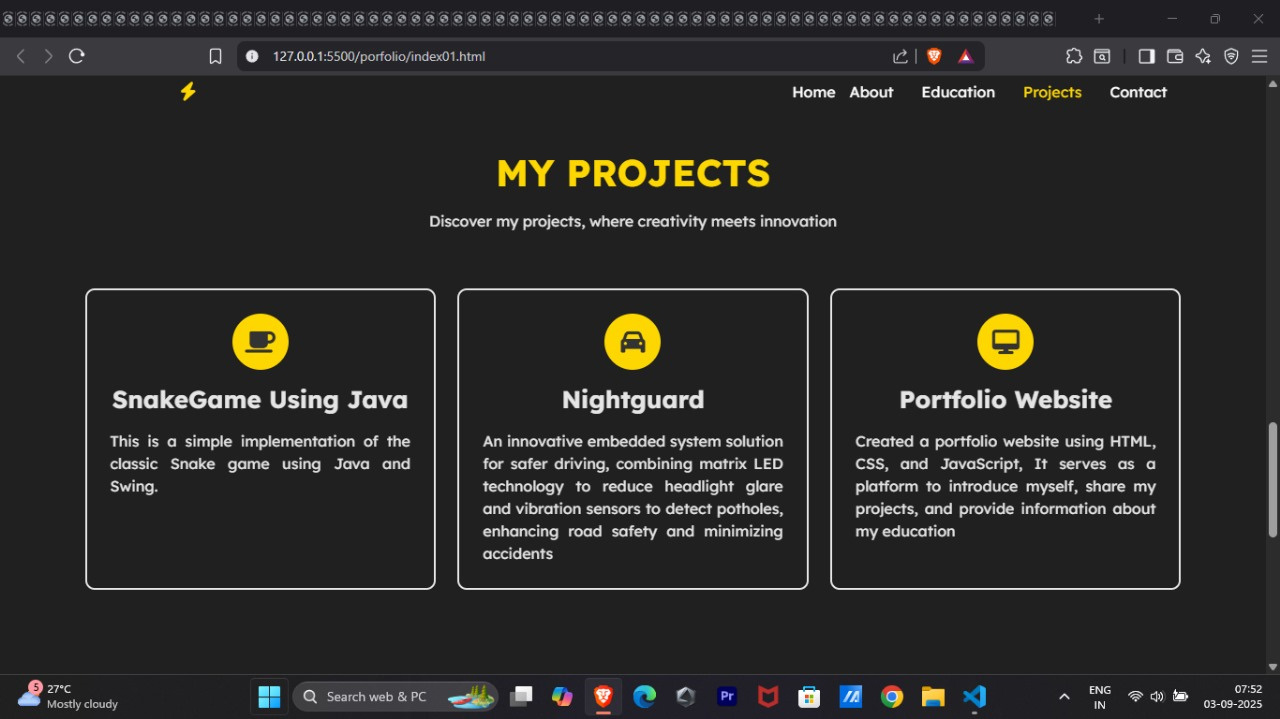 127.0.0.1:5500/porfolio/index01.html
Home About Education Projects Contact
MY PROJECTS
Discover my projects, where creativity meets innovation
SnakeGame Using Java
This is a simple implementation of the
classic Snake game using Java and
Swing.
Nightguard
An innovative embedded system solution
for safer driving, combining matrix LED
technology to reduce headlight glare
and vibration sensors to detect potholes,
enhancing road safety and minimizing
accidents
Portfolio Website
Created a portfolio website using HTML,
CSS, and JavaScript, It serves as a
platform to introduce myself, share my
projects, and provide information about
my education
5
27°C
Mostly cloudy
Search web & PC
Pr
ENG
IN
07:52
03-09-2025